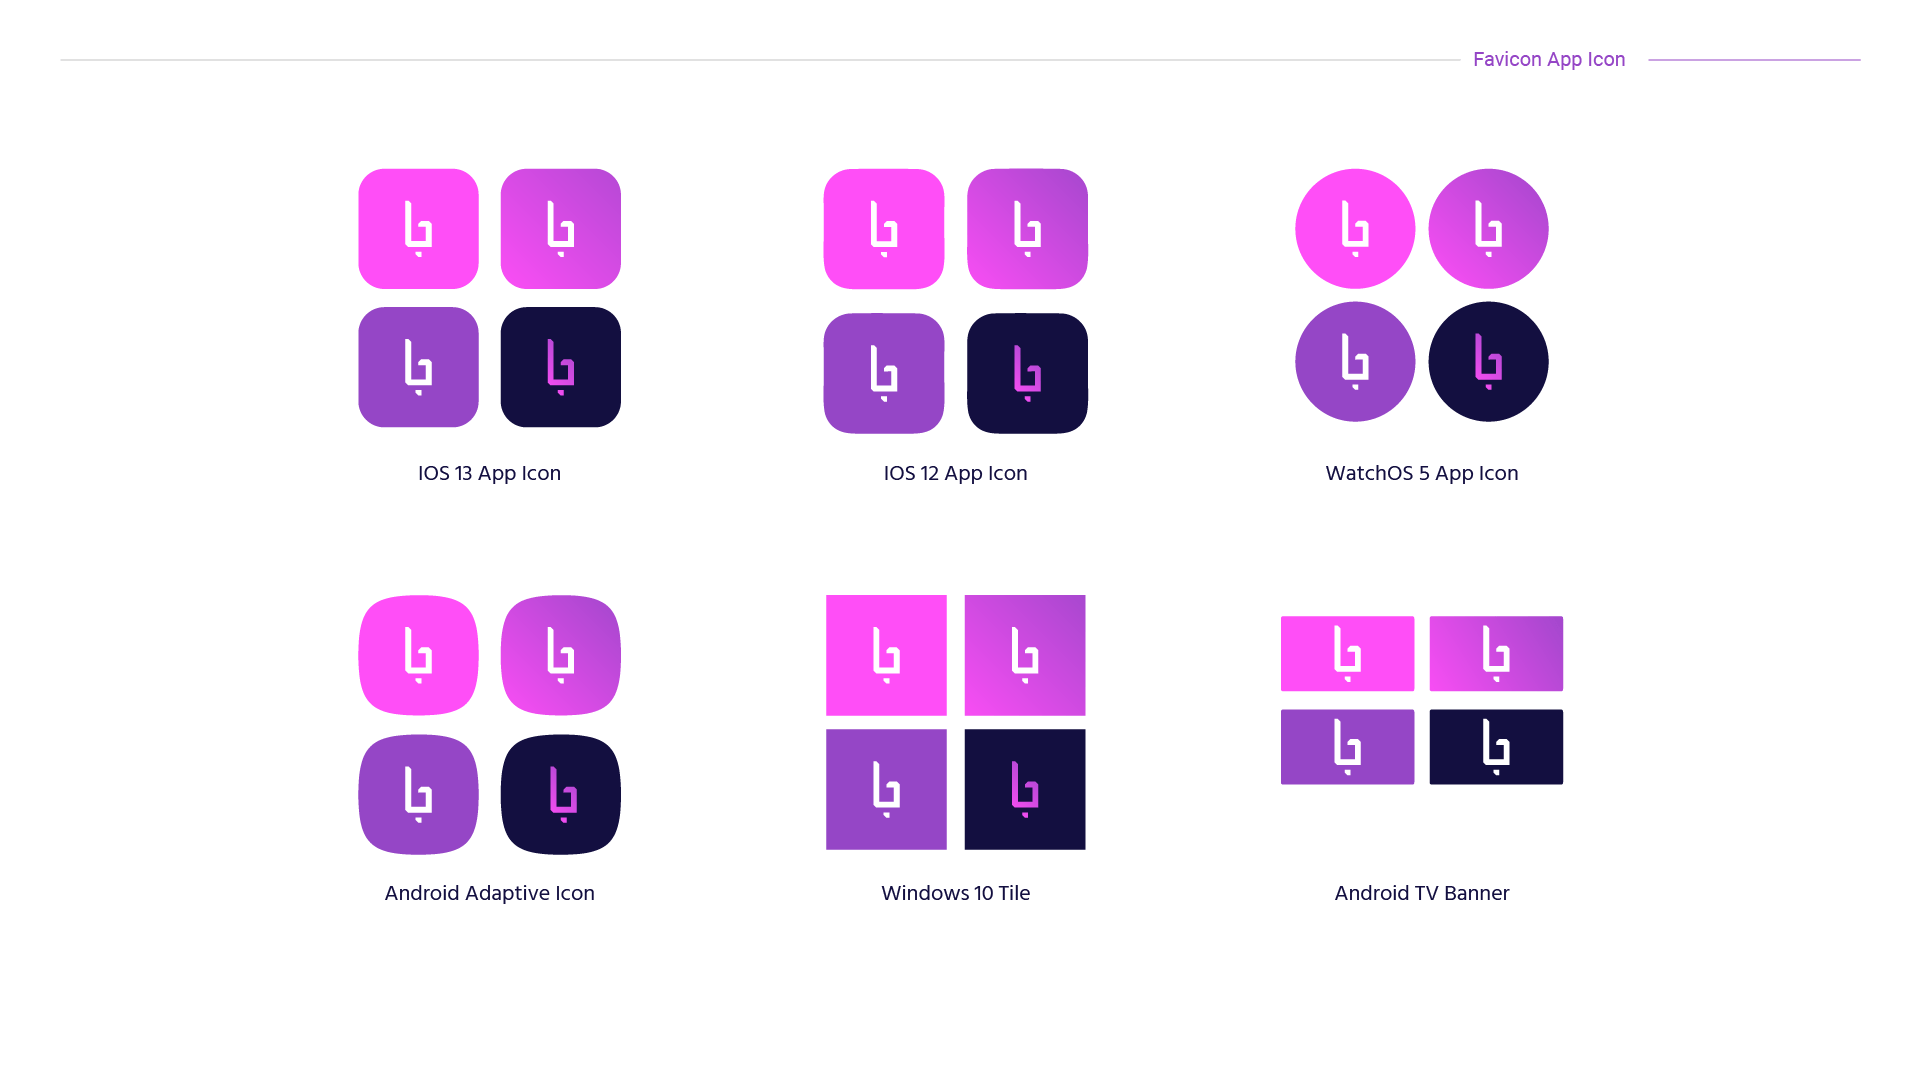 Favicon App Icon
IOS 13 App Icon
IOS 12 App Icon
WatchOS 5 App Icon
Android Adaptive Icon
Windows 10 Tile
Android TV Banner